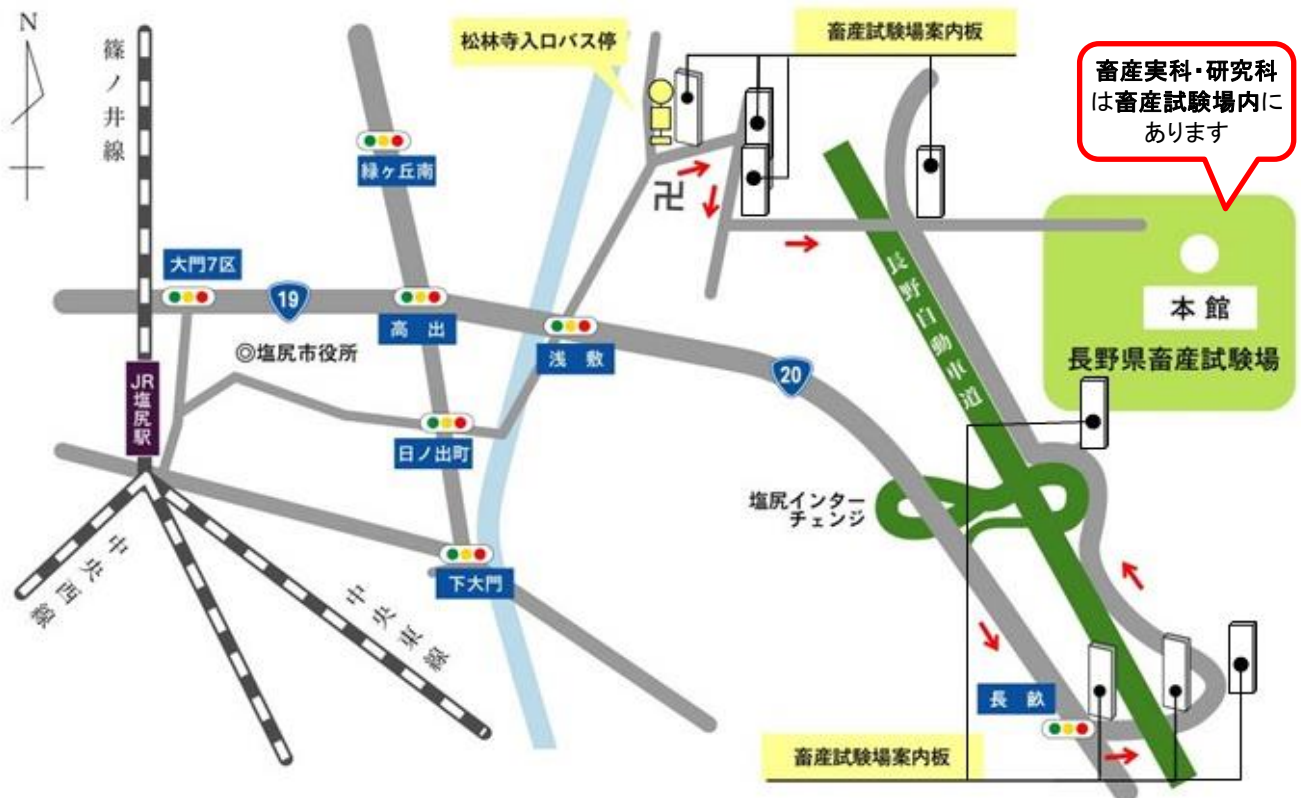 N
篠ノ井線
松林寺入口バス停
畜産試験場案内板
畜産実科・研究科
は畜産試験場内に
あります
緑ヶ丘南
卍
大門7区
19
高出
◎塩尻市役所
浅敷
20
長野自動車道
本館
長野県畜産試験場
JR塩尻駅
日ノ出町
塩尻インター
チェンジ
下大門
中央西線
中央東線
長畝
畜産試験場案内板